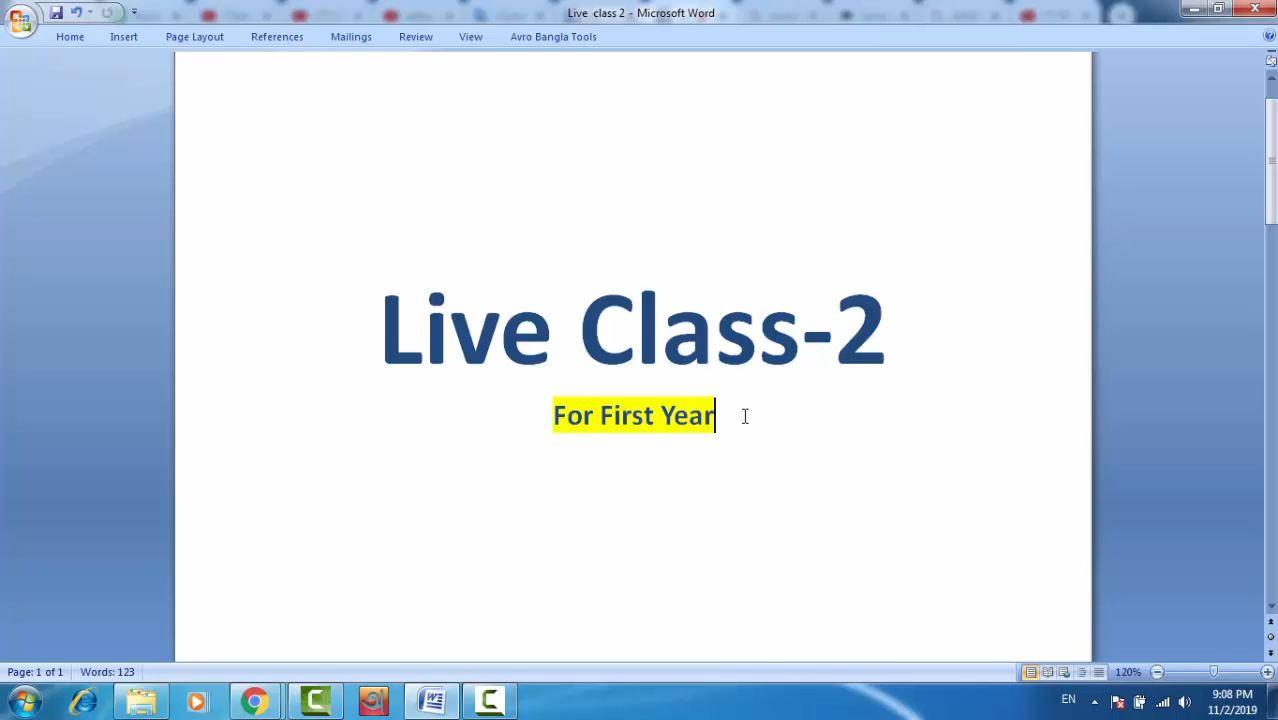 Live class 2 - Microsoft Word
Home Insert Page Layout References Mailings Review View Avro Bangla Tools
Live Class-2
For First Year
Page: 1 of 1 Words: 123 120%
EN 9:08 PM
11/2/2019